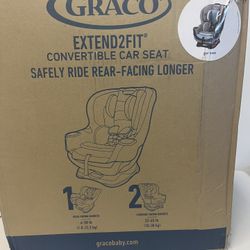 GRACO
EXTEND2FIT®
CONVERTIBLE CAR SEAT
SAFELY RIDE REAR-FACING LONGER
1
2
gracobaby.com